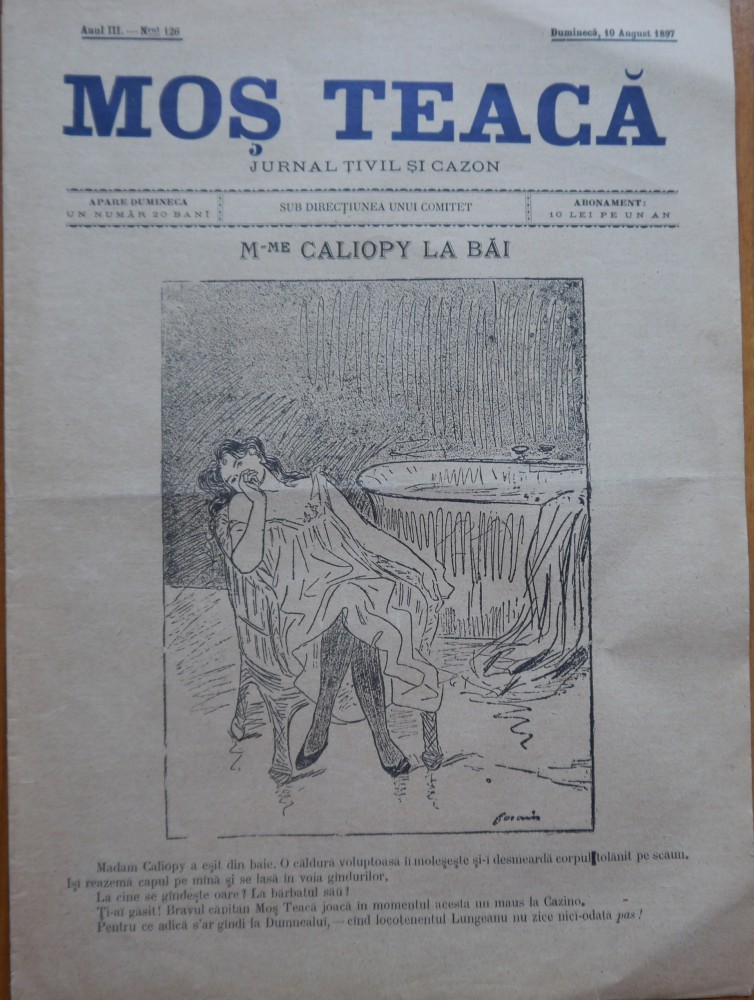 Anul III. — Nrul 126
Duminecă, 10 August 1897
MOȘ TEACĂ
JURNAL ȚIVIL ȘI CAZON
APARE DUMINECA
UN NUMĂR 20 BANĬ
SUB DIRECȚIUNEA UNUI COMITET
ABONAMENT:
10 LEI PE UN AN
M-ME CALIOPY LA BĂI
Madam Caliopy a eșit din baie. O căldură voluptoasă îi moleșește și-i desmeardă corpul tolănit pe scaun.
Își reazemă capul pe mînă și se lasă în voia gîndurilor.
La cine se gîndește oare? La bărbatul său?
Ți-ai găsit! Bravul căpitan Moș Teacă joacă în momentul acesta un maus la Cazino.
Pentru ce adică s'ar gîndi la Dumnealui, — cînd locotenentul Lungeanu nu zice nici-odată pas!